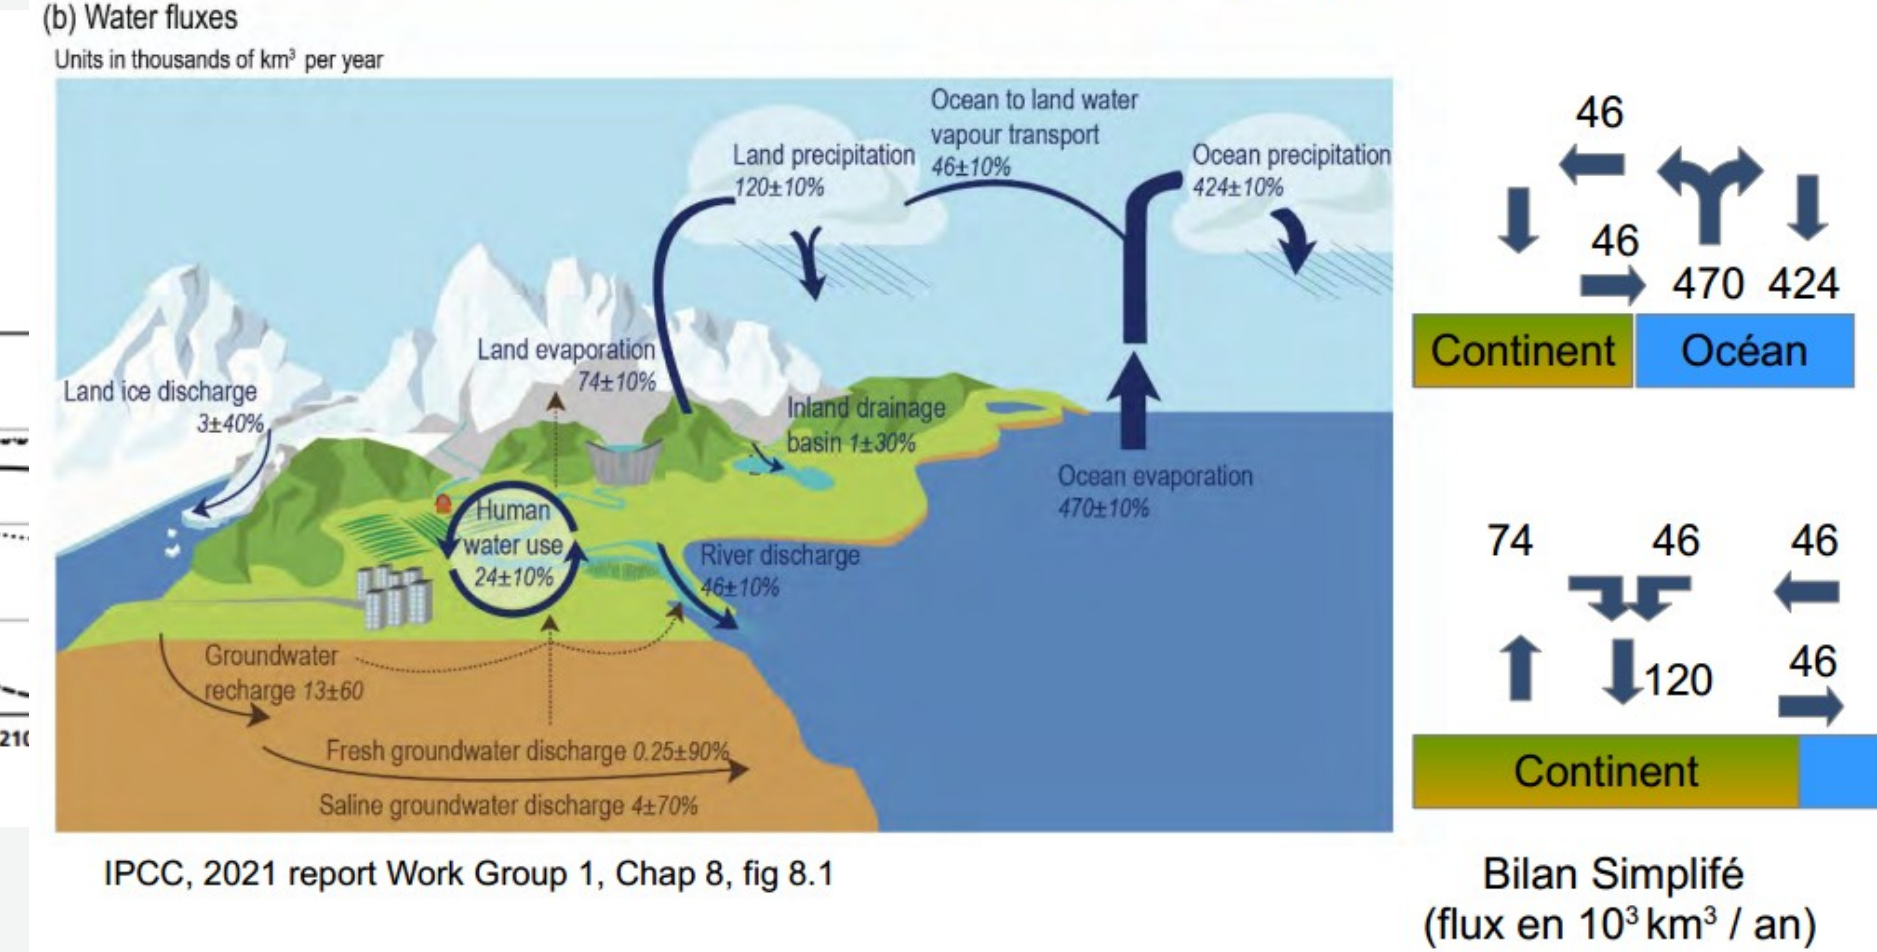 (b) Water fluxes
Units in thousands of km³ per year
Ocean to land water
vapour transport
46±10%
Land precipitation
120±10%
Ocean precipitation
424±10%
Land evaporation
74±10%
Land ice discharge
3±40%
Inland drainage
basin 1±30%
Ocean evaporation
470±10%
Human
water use
24±10%
River discharge
46±10%
Groundwater
recharge 13±60
Fresh groundwater discharge 0.25±90%
Saline groundwater discharge 4±70%
IPCC, 2021 report Work Group 1, Chap 8, fig 8.1
46
46
470 424
Continent Océan
74 46 46
120
46
Continent
Bilan Simplifé
(flux en 10³ km³ / an)
210